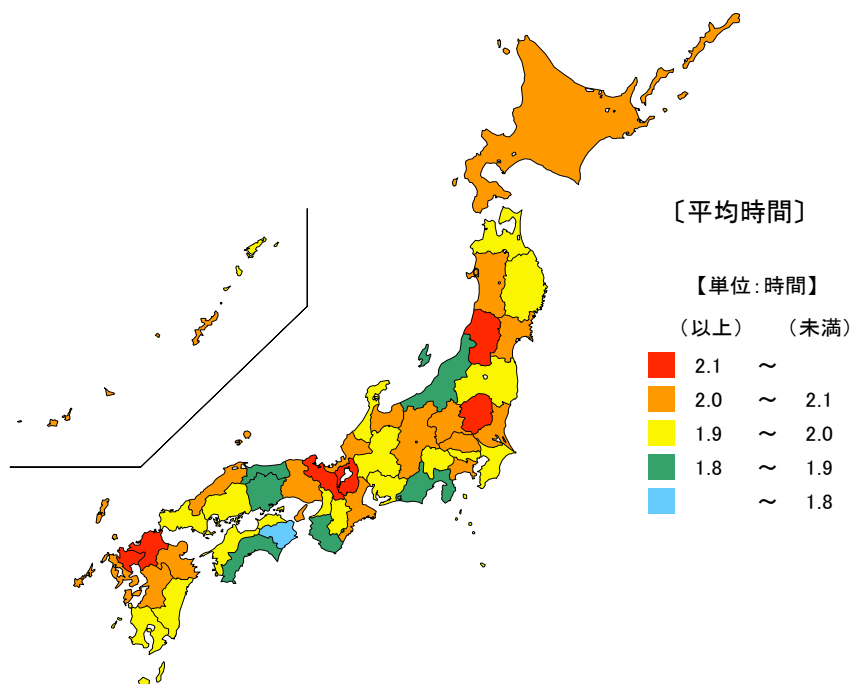 〔平均時間〕
【単位:時間】
（以上） （未満）
2.1 ～
2.0 ～ 2.1
1.9 ～ 2.0
1.8 ～ 1.9
～ 1.8